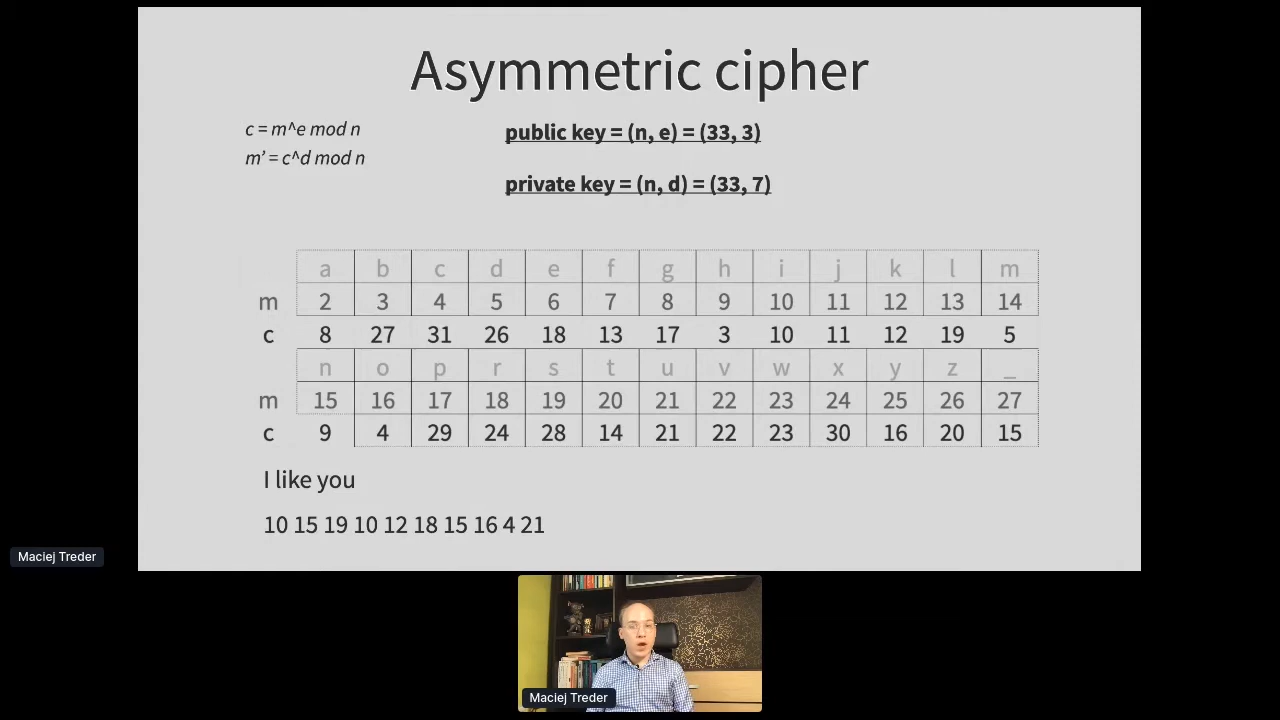 Asymmetric cipher
c = m^e mod n
m’ = c^d mod n
public key = (n, e) = (33, 3)
private key = (n, d) = (33, 7)
a b c d e f g h i j k l m
m 2 3 4 5 6 7 8 9 10 11 12 13 14
c 8 27 31 26 18 13 17 3 10 11 12 19 5
n o p r s t u v w x y z _
m 15 16 17 18 19 20 21 22 23 24 25 26 27
c 9 4 29 24 28 14 21 22 23 30 16 20 15
I like you
10 15 19 10 12 18 15 16 4 21
Maciej Treder
Maciej Treder